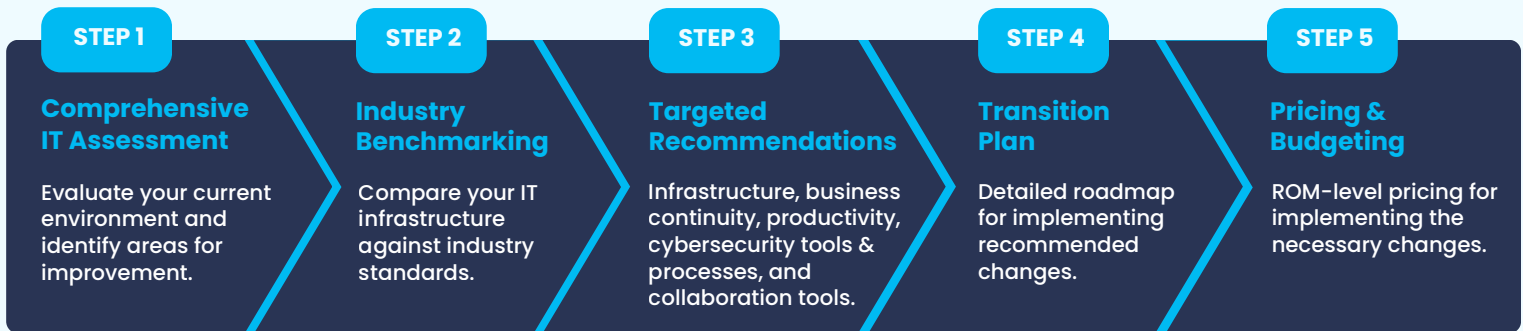 STEP 1
Comprehensive
IT Assessment
Evaluate your current
environment and
identify areas for
improvement.
STEP 2
Industry
Benchmarking
Compare your IT
infrastructure
against industry
standards.
STEP 3
Targeted
Recommendations
Infrastructure, business
continuity, productivity,
cybersecurity tools &
processes, and
collaboration tools.
STEP 4
Transition
Plan
Detailed roadmap
for implementing
recommended
changes.
STEP 5
Pricing &
Budgeting
ROM-level pricing for
implementing the
necessary changes.